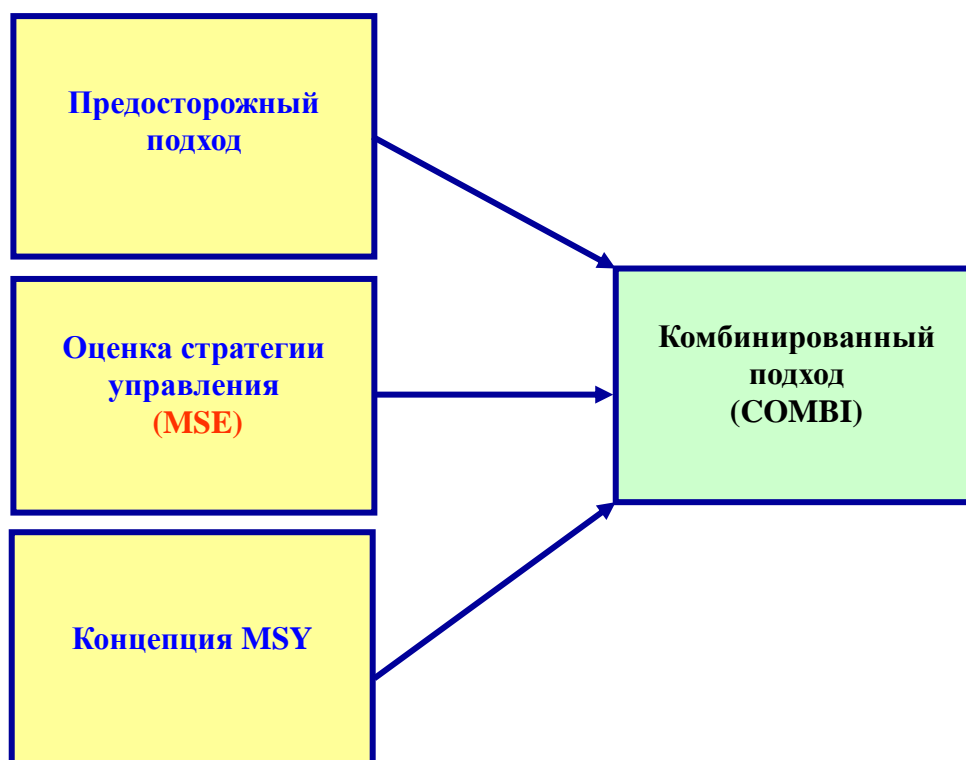 Предосторожный
подход
Оценка стратегии
управления
(MSE)
Концепция MSY
Комбинированный
подход
(COMBI)